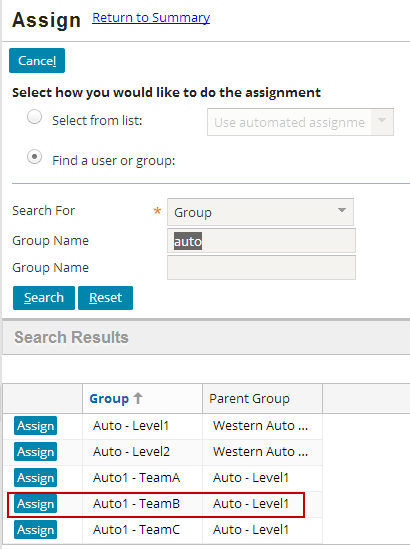 Assign Return to Summary
Cancel
Select how you would like to do the assignment
Select from list: Use automated assignme
Find a user or group:
Search For * Group
Group Name auto
Group Name
Search Reset
Search Results
Group Parent Group
Assign Auto - Level1 Western Auto ...
Assign Auto - Level2 Western Auto ...
Assign Auto1 - TeamA Auto - Level1
Assign Auto1 - TeamB Auto - Level1
Assign Auto1 - TeamC Auto - Level1